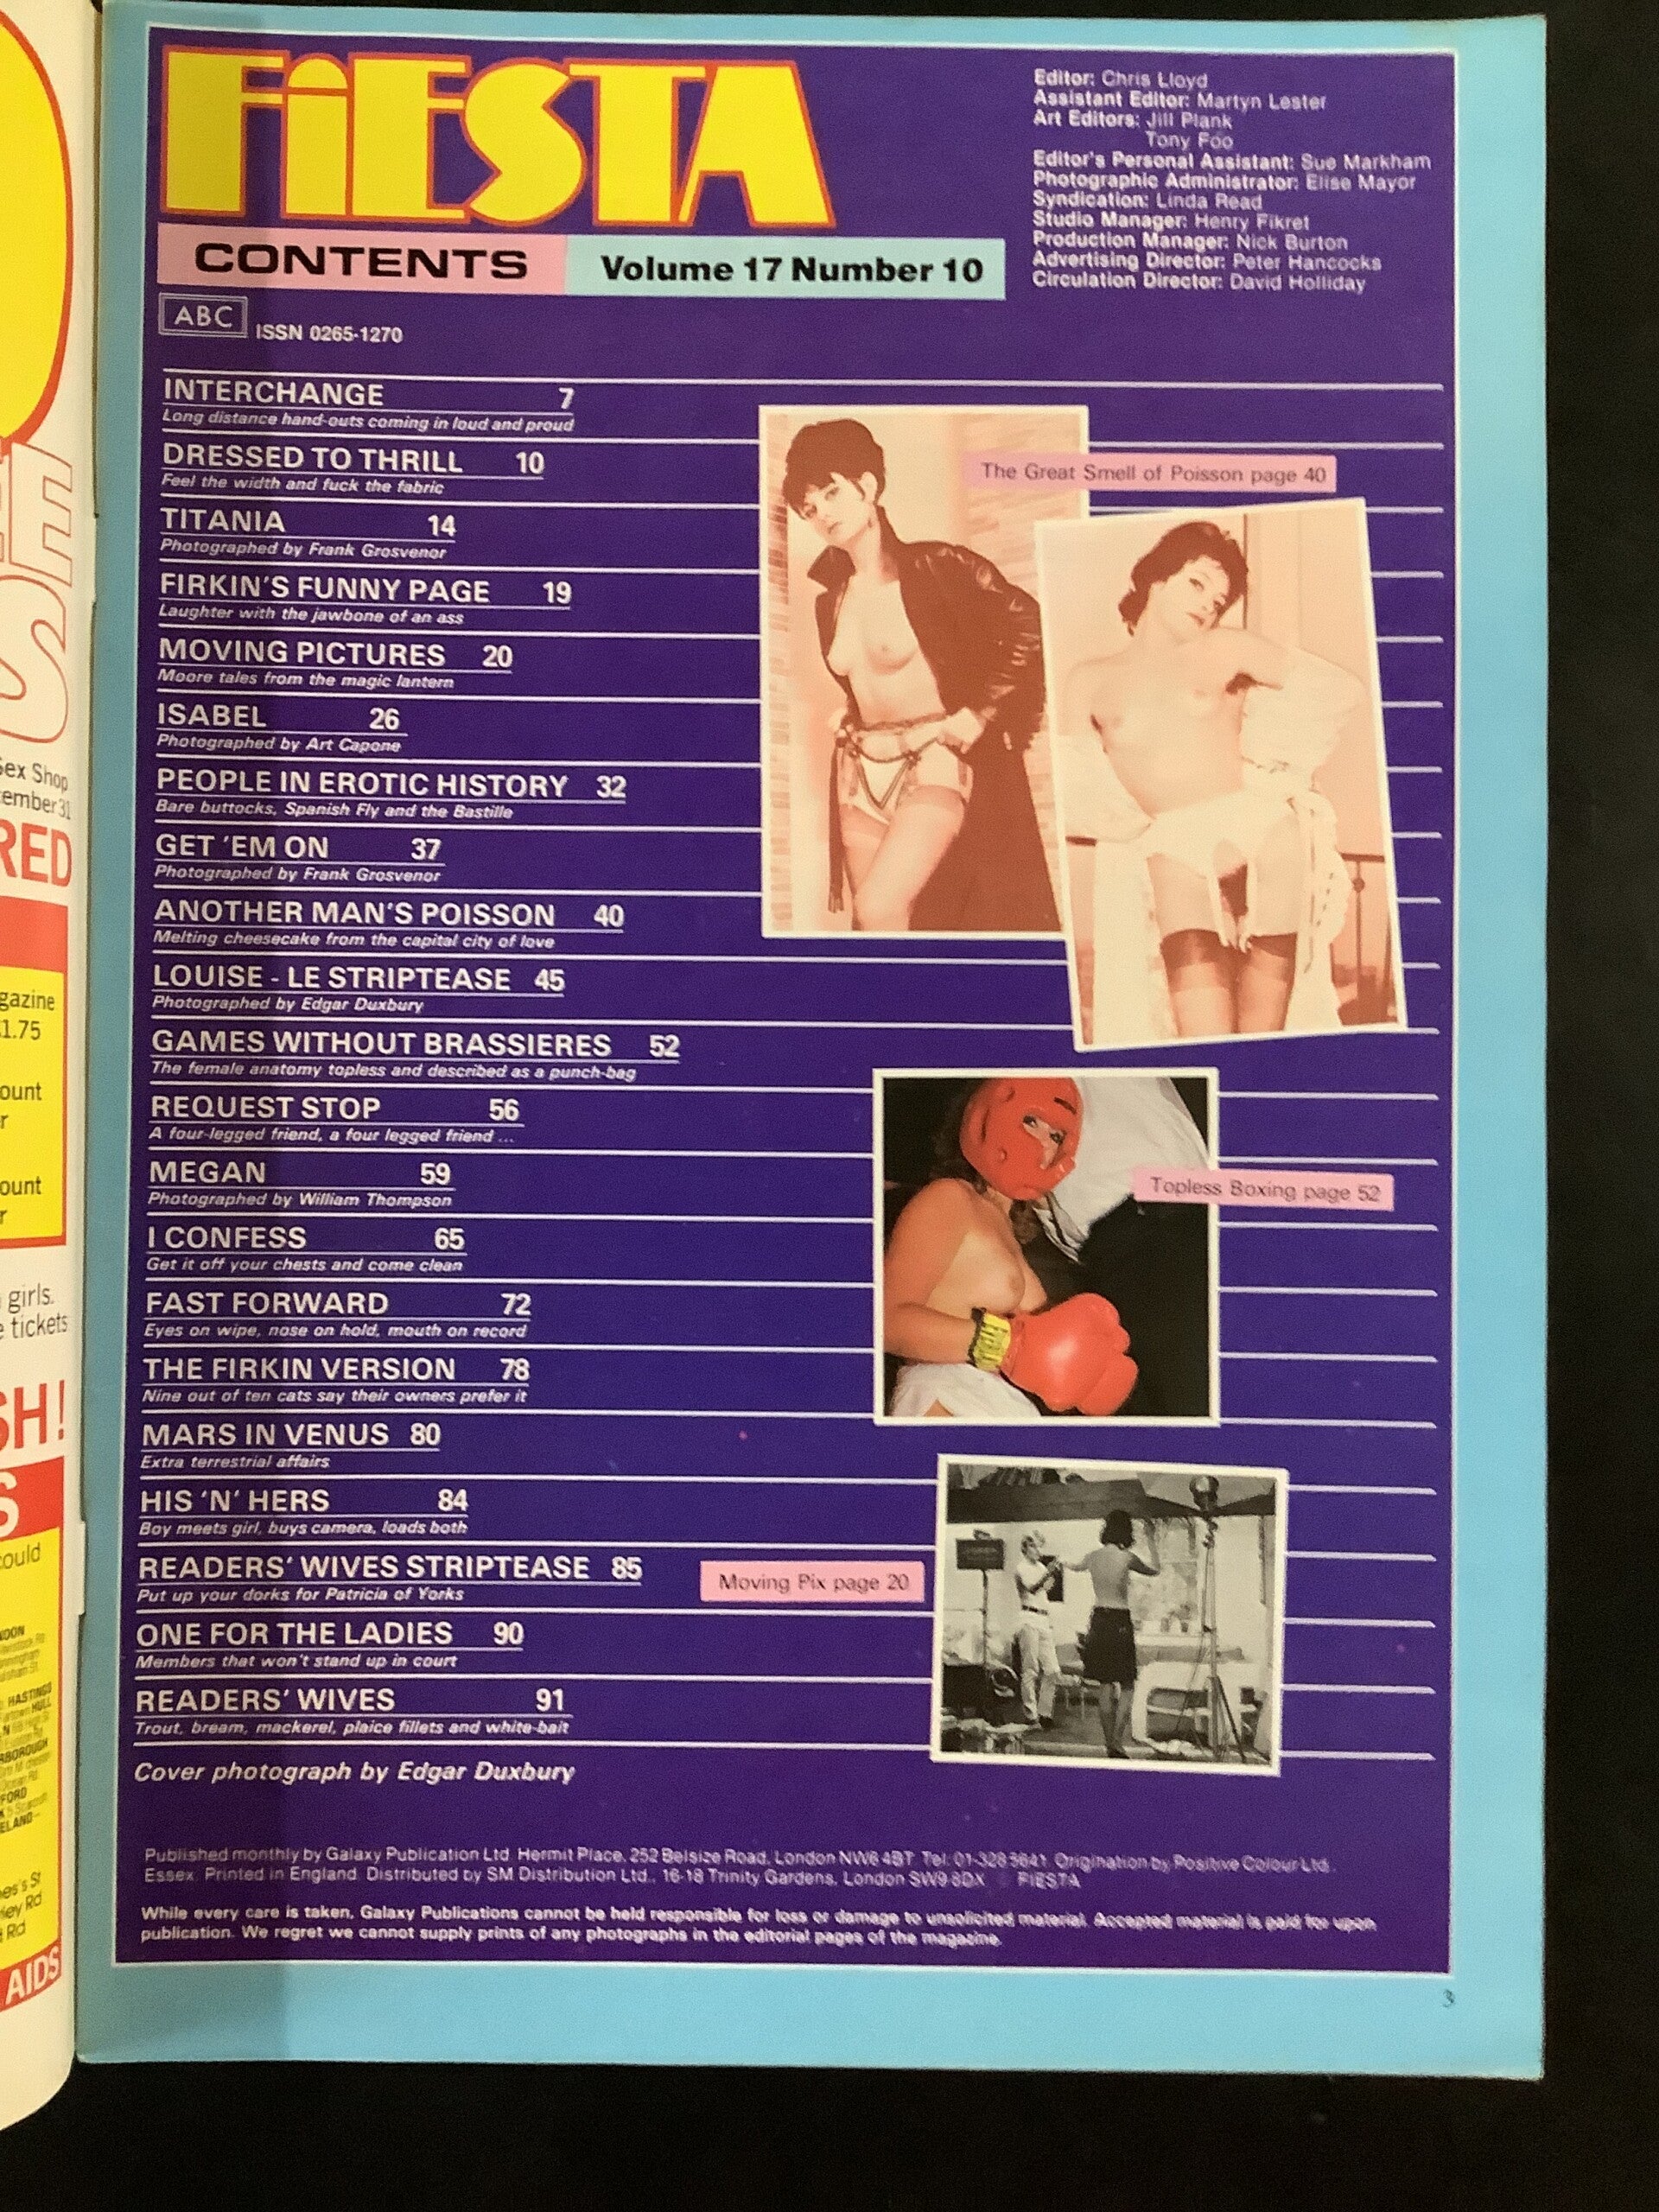 FiESTA
CONTENTS
Volume 17 Number 10
ABC
ISSN 0265-1270
Editor: Chris Lloyd
Assistant Editor: Martyn Lester
Art Editors: Jill Plank
Tony Foo
Editor's Personal Assistant: Sue Markham
Photographic Administrator: Elise Mayor
Syndication: Linda Read
Studio Manager: Henry Fikret
Production Manager: Nick Burton
Advertising Director: Peter Hancocks
Circulation Director: David Holliday
INTERCHANGE 7
Long distance hand-outs coming in loud and proud
DRESSED TO THRILL 10
Feel the width and fuck the fabric
TITANIA 14
Photographed by Frank Grosvenor
FIRKIN'S FUNNY PAGE 19
Laughter with the jawbone of an ass
MOVING PICTURES 20
Moore tales from the magic lantern
ISABEL 26
Photographed by Art Capone
PEOPLE IN EROTIC HISTORY 32
Bare buttocks, Spanish Fly and the Bastille
GET 'EM ON 37
Photographed by Frank Grosvenor
ANOTHER MAN'S POISSON 40
Melting cheesecake from the capital city of love
LOUISE - LE STRIPTEASE 45
Photographed by Edgar Duxbury
GAMES WITHOUT BRASSIERES 52
The female anatomy topless and described as a punch-bag
REQUEST STOP 56
A four-legged friend, a four legged friend ...
MEGAN 59
Photographed by William Thompson
I CONFESS 65
Get it off your chests and come clean
FAST FORWARD 72
Eyes on wipe, nose on hold, mouth on record
THE FIRKIN VERSION 78
Nine out of ten cats say their owners prefer it
MARS IN VENUS 80
Extra terrestrial affairs
HIS 'N' HERS 84
Boy meets girl, buys camera, loads both
READERS' WIVES STRIPTEASE 85
Put up your dorks for Patricia of Yorks
ONE FOR THE LADIES 90
Members that won't stand up in court
READERS' WIVES 91
Trout, bream, mackerel, plaice fillets and white-bait
Cover photograph by Edgar Duxbury
The Great Smell of Poisson page 40
Topless Boxing page 52
Moving Pix page 20
Published monthly by Galaxy Publication Ltd. Hermit Place, 252 Belsize Road, London NW6 4BT. Tel: 01-328 5641. Origination by Positive Colour Ltd.,
Essex. Printed in England. Distributed by SM Distribution Ltd., 16-18 Trinity Gardens, London SW9 8DX © FIESTA
While every care is taken, Galaxy Publications cannot be held responsible for loss or damage to unsolicited material. Accepted material is paid for upon
publication. We regret we cannot supply prints of any photographs in the editorial pages of the magazine.
3
Sex Shop
RED
gazine
1.75
ount
r
ount
r
girls.
tickets
SH!
S
could
HASTINGS
HULL
AIDS